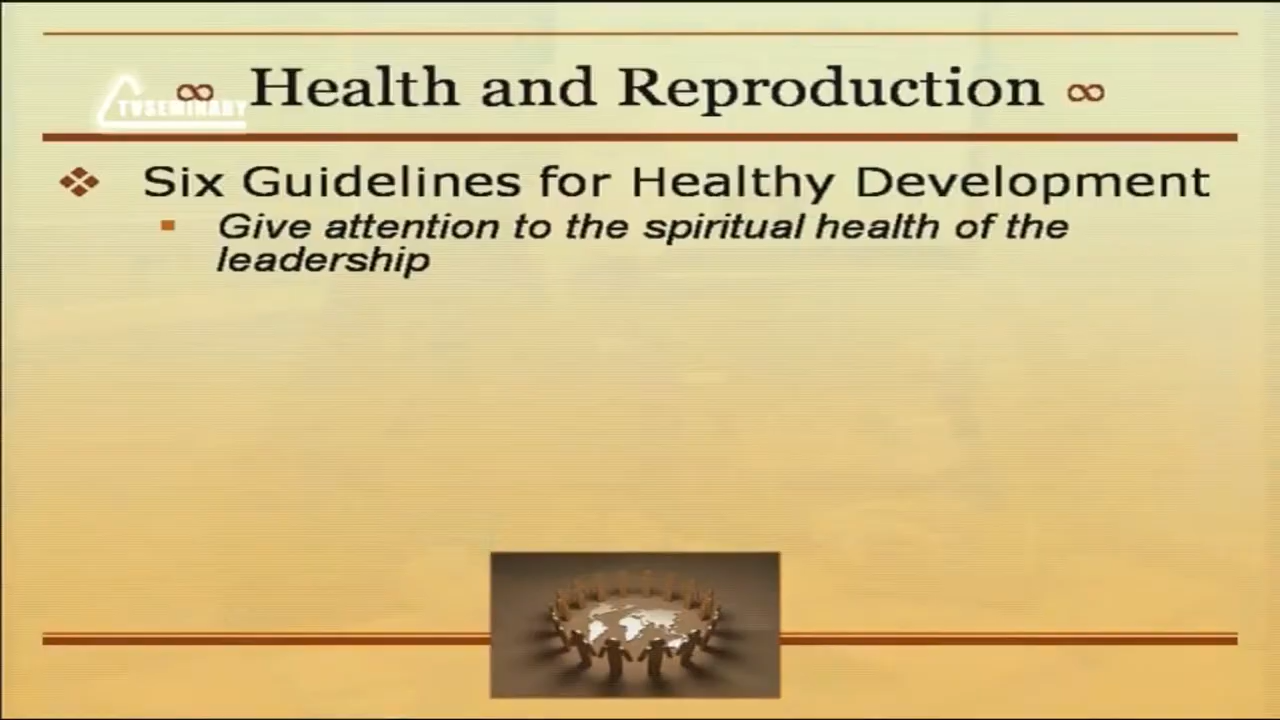 ∞ Health and Reproduction ∞
TVSEMINARY
Six Guidelines for Healthy Development
Give attention to the spiritual health of the
leadership